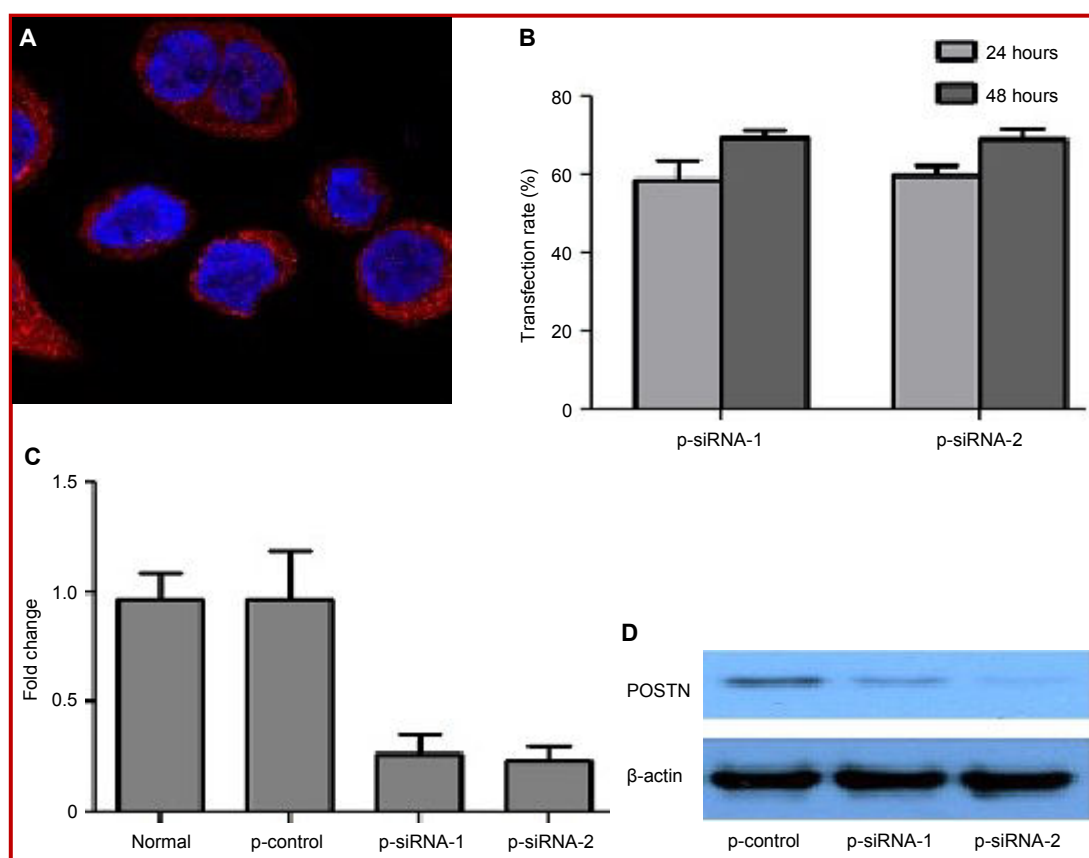 A
B
24 hours
48 hours
80
60
40
20
0
Transfection rate (%)
p-siRNA-1 p-siRNA-2
C
1.5
1.0
0.5
0
Fold change
Normal p-control p-siRNA-1 p-siRNA-2
D
POSTN
β-actin
p-control p-siRNA-1 p-siRNA-2